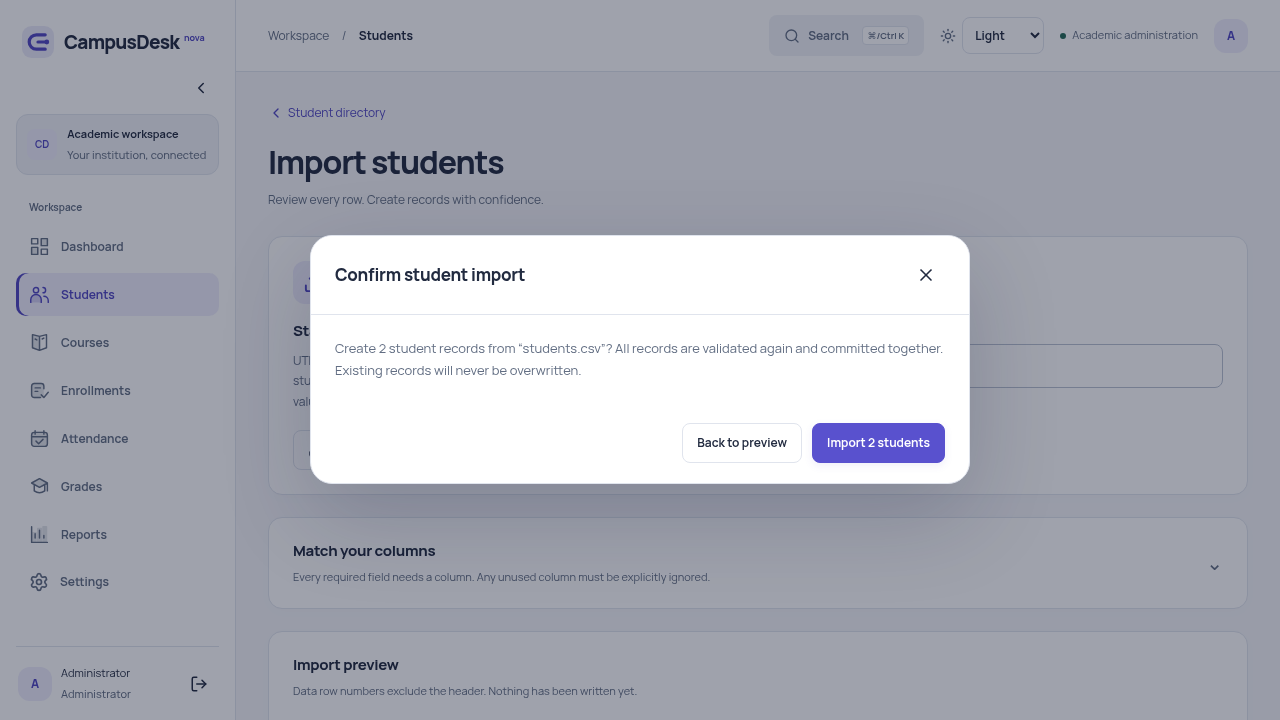 CampusDesk nova
CD
Academic workspace
Your institution, connected
Workspace
Dashboard
Students
Courses
Enrollments
Attendance
Grades
Reports
Settings
A
Administrator
Administrator
Workspace / Students
Search ⌘/Ctrl K
Light
Academic administration
A
Student directory
Import students
Review every row. Create records with confidence.
Confirm student import
Create 2 student records from “students.csv”? All records are validated again and committed together.
Existing records will never be overwritten.
Back to preview
Import 2 students
Match your columns
Every required field needs a column. Any unused column must be explicitly ignored.
Import preview
Data row numbers exclude the header. Nothing has been written yet.